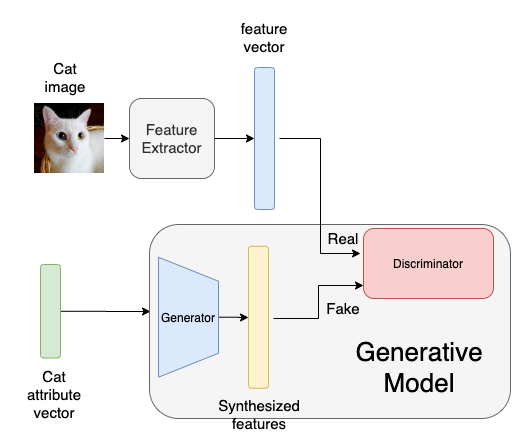 feature
vector
Cat
image
Feature
Extractor
Real
Discriminator
Generator
Fake
Generative
Model
Cat
attribute
vector
Synthesized
features